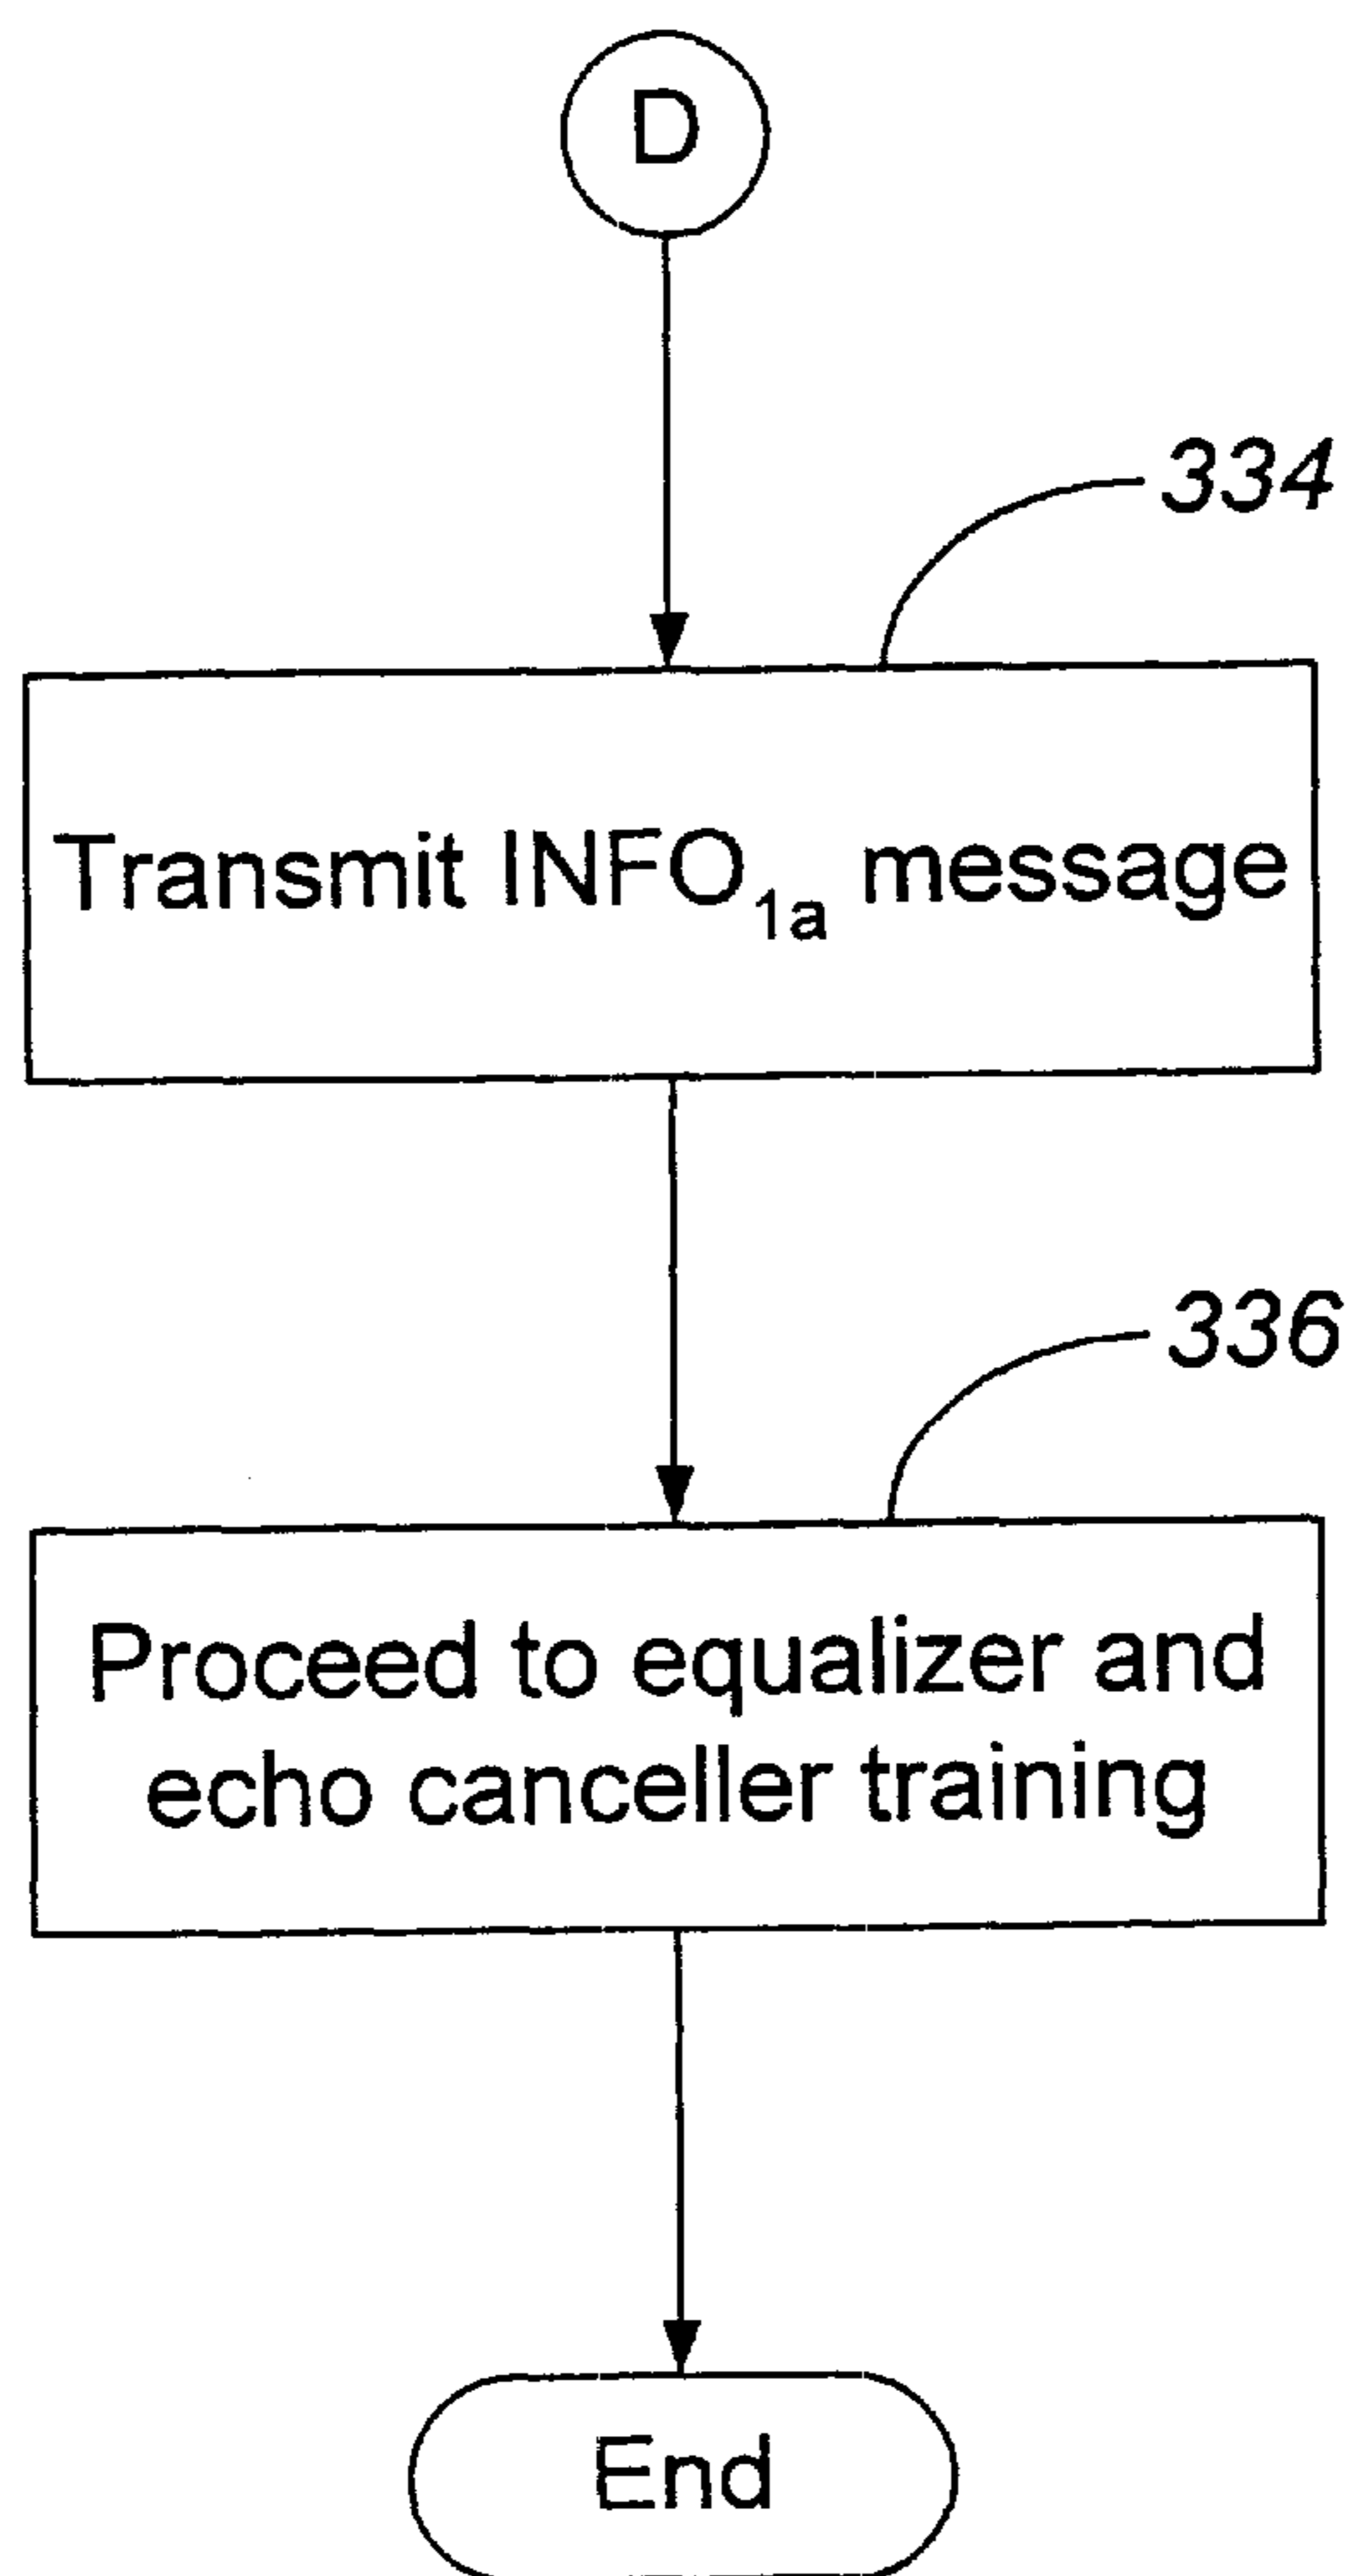 D
334
Transmit INFO₁ₐ message
336
Proceed to equalizer and
echo canceller training
End